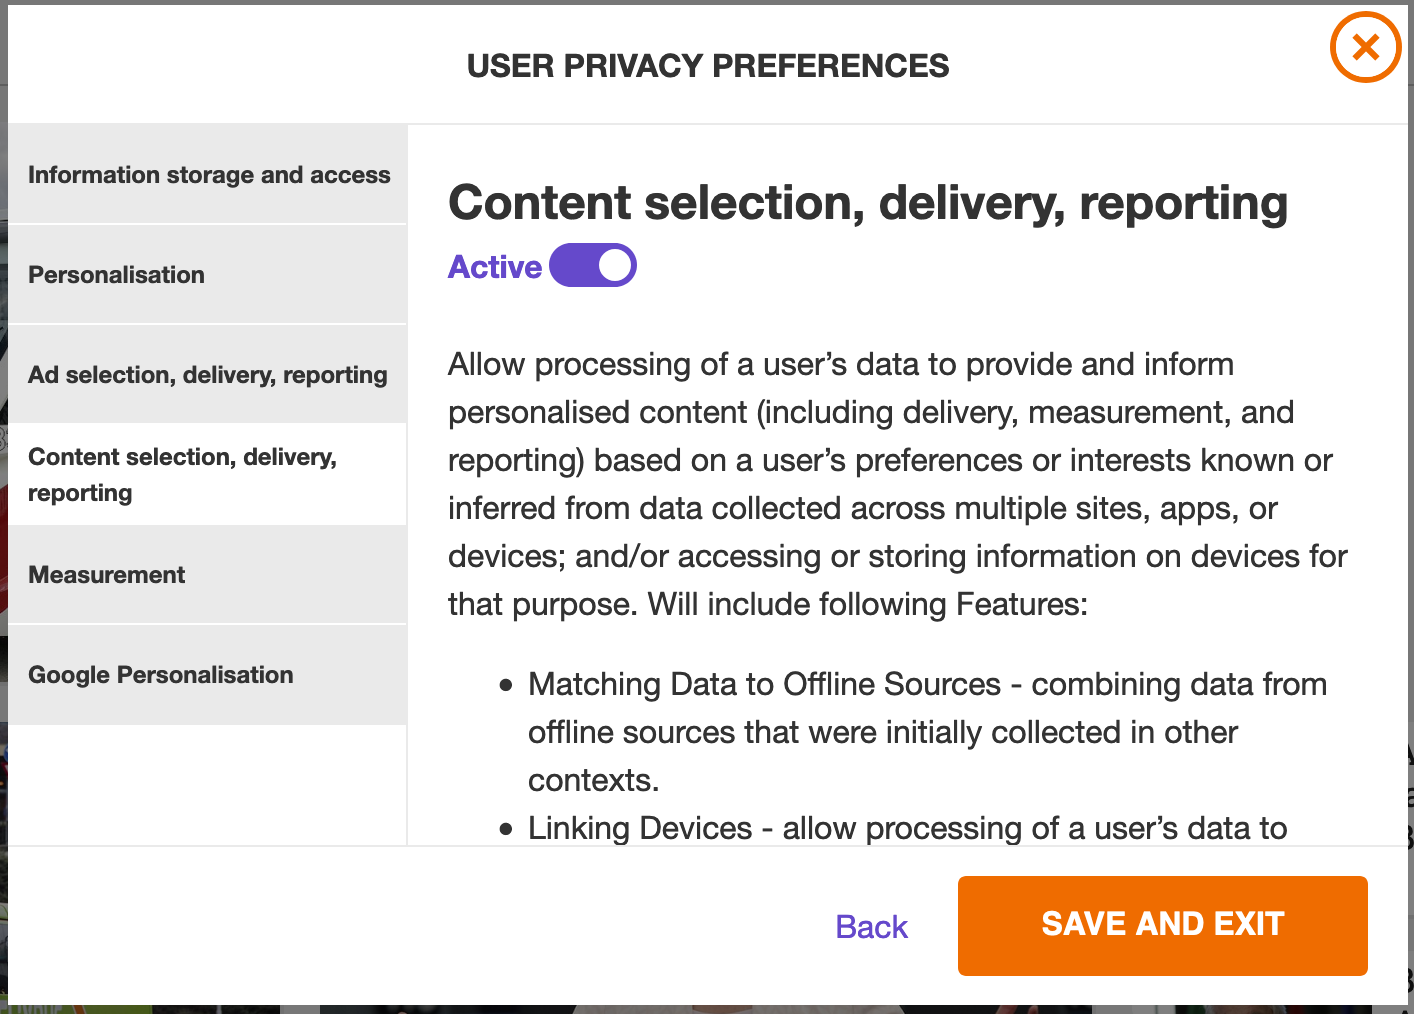 USER PRIVACY PREFERENCES
Information storage and access
Personalisation
Ad selection, delivery, reporting
Content selection, delivery,
reporting
Measurement
Google Personalisation
Content selection, delivery, reporting
Active
Allow processing of a user’s data to provide and inform
personalised content (including delivery, measurement, and
reporting) based on a user’s preferences or interests known or
inferred from data collected across multiple sites, apps, or
devices; and/or accessing or storing information on devices for
that purpose. Will include following Features:
• Matching Data to Offline Sources - combining data from
offline sources that were initially collected in other
contexts.
• Linking Devices - allow processing of a user’s data to
Back
SAVE AND EXIT